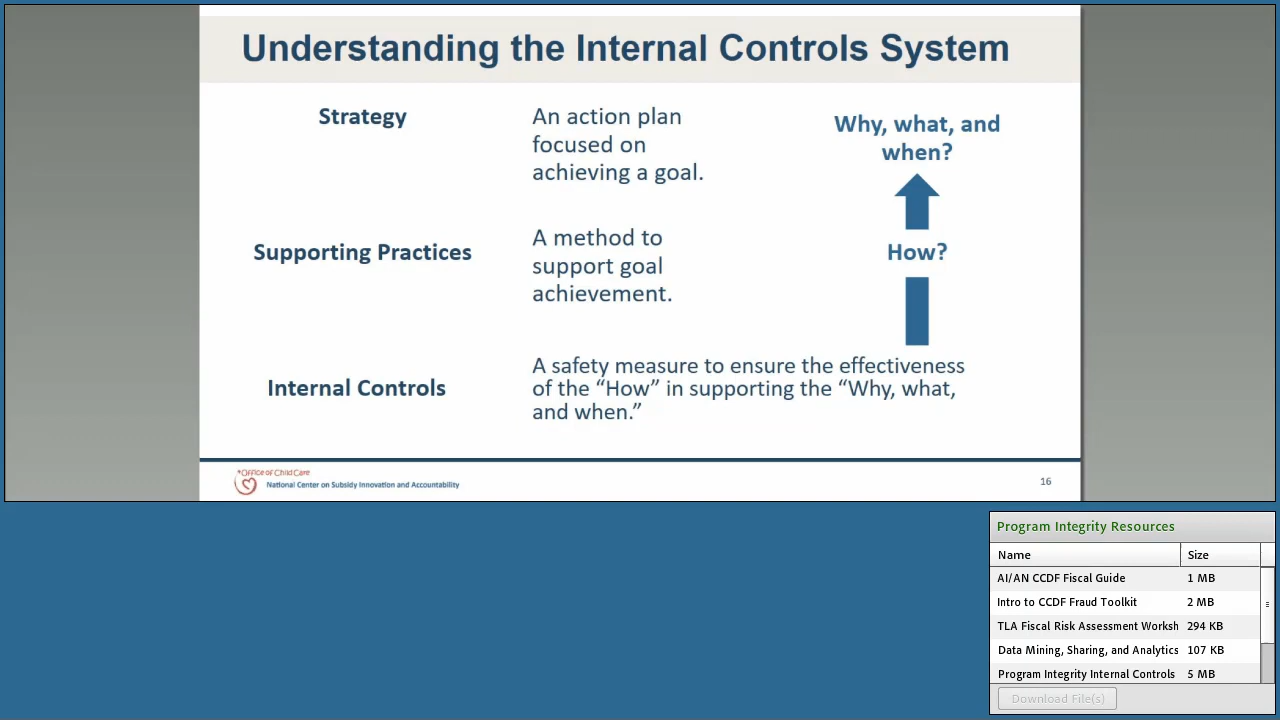 Understanding the Internal Controls System
Strategy
An action plan
focused on
achieving a goal.
Why, what, and
when?
Supporting Practices
A method to
support goal
achievement.
How?
Internal Controls
A safety measure to ensure the effectiveness
of the “How” in supporting the “Why, what,
and when.”
Office of Child Care
National Center on Subsidy Innovation and Accountability
16
Program Integrity Resources
Name Size
AI/AN CCDF Fiscal Guide 1 MB
Intro to CCDF Fraud Toolkit 2 MB
TLA Fiscal Risk Assessment Worksh 294 KB
Data Mining, Sharing, and Analytics 107 KB
Program Integrity Internal Controls 5 MB
Download File(s)